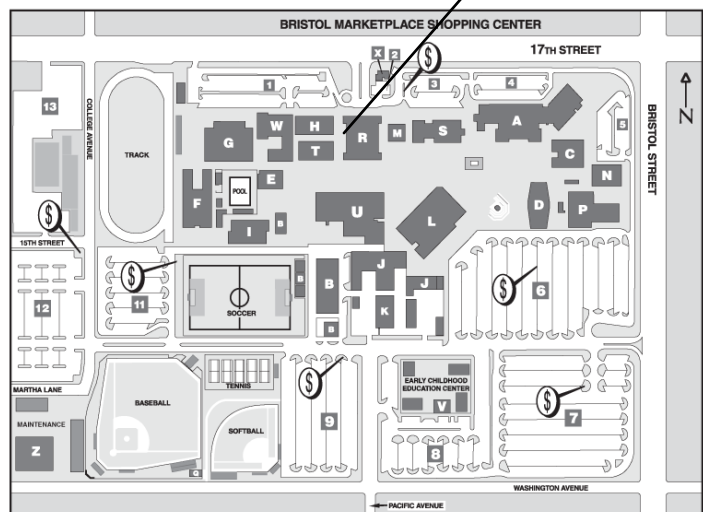 BRISTOL MARKETPLACE SHOPPING CENTER
17TH STREET
X
2
$
1
3
4
N
13
COLLEGE AVENUE
TRACK
W
H
G
T
R
M
S
A
5
BRISTOL STREET
C
E
N
F
POOL
I
B
U
L
D
P
$
15TH STREET
$
$
12
11
B
SOCCER
B
J
J
K
B
6
MARTHA LANE
MAINTENANCE
Z
BASEBALL
TENNIS
SOFTBALL
$
9
EARLY CHILDHOOD
EDUCATION CENTER
V
8
$
7
WASHINGTON AVENUE
PACIFIC AVENUE